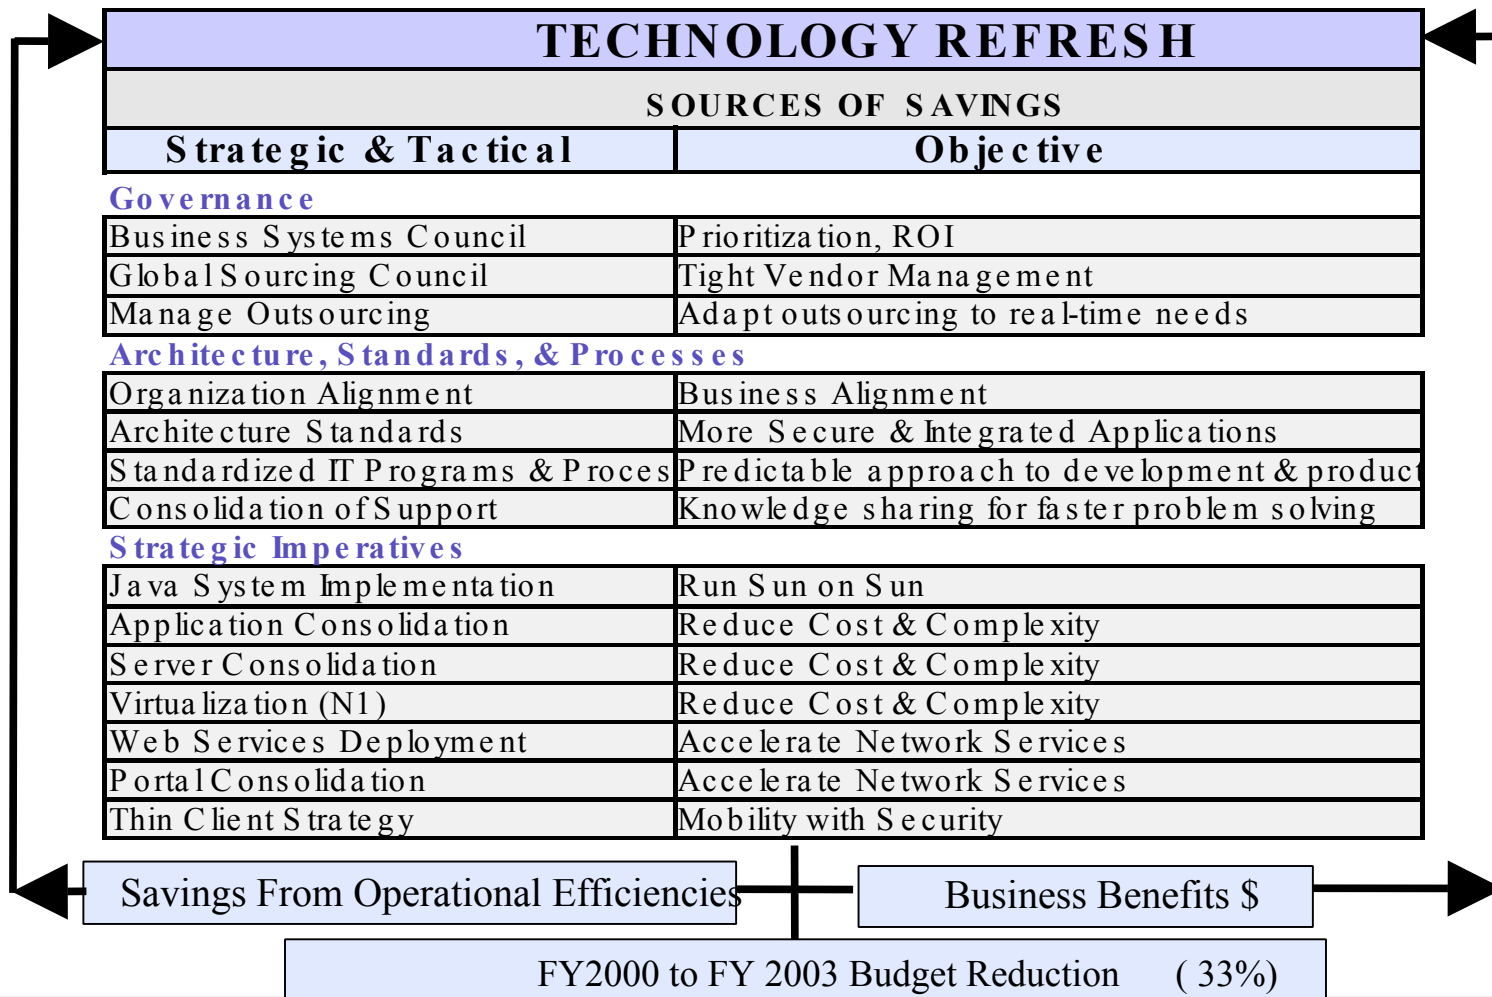 TECHNOLOGY REFRESH
SOURCES OF SAVINGS
Strategic & Tactical Objective
Governance
Business Systems Council Prioritization, ROI
Global Sourcing Council Tight Vendor Management
Manage Outsourcing Adapt outsourcing to real-time needs
Architecture, Standards, & Processes
Organization Alignment Business Alignment
Architecture Standards More Secure & Integrated Applications
Standardized IT Programs & Proces Predictable approach to development & product
Consolidation of Support Knowledge sharing for faster problem solving
Strategic Imperatives
Java System Implementation Run Sun on Sun
Application Consolidation Reduce Cost & Complexity
Server Consolidation Reduce Cost & Complexity
Virtualization (N1) Reduce Cost & Complexity
Web Services Deployment Accelerate Network Services
Portal Consolidation Accelerate Network Services
Thin Client Strategy Mobility with Security
Savings From Operational Efficiencies Business Benefits $
FY2000 to FY 2003 Budget Reduction ( 33%)